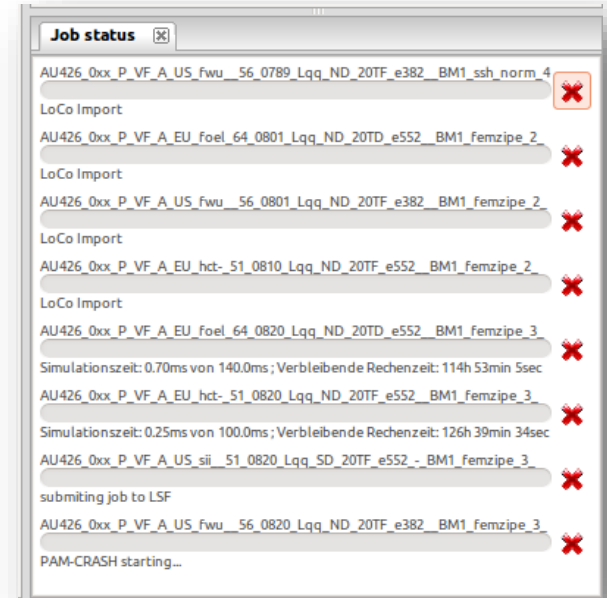 Job status
AU426_0xx_P_VF_A_US_fwu__56_0789_Lqq_ND_20TF_e382__BM1_ssh_norm_4
LoCo Import
AU426_0xx_P_VF_A_EU_foel_64_0801_Lqq_ND_20TD_e552__BM1_femzipe_2_
LoCo Import
AU426_0xx_P_VF_A_US_fwu__56_0801_Lqq_ND_20TF_e382__BM1_femzipe_2_
LoCo Import
AU426_0xx_P_VF_A_EU_hct-_51_0810_Lqq_ND_20TF_e552__BM1_femzipe_2_
LoCo Import
AU426_0xx_P_VF_A_EU_foel_64_0820_Lqq_ND_20TD_e552__BM1_femzipe_3_
Simulationszeit: 0.70ms von 140.0ms ; Verbleibende Rechenzeit: 114h 53min 5sec
AU426_0xx_P_VF_A_EU_hct-_51_0820_Lqq_ND_20TF_e552__BM1_femzipe_3_
Simulationszeit: 0.25ms von 100.0ms ; Verbleibende Rechenzeit: 126h 39min 34sec
AU426_0xx_P_VF_A_US_sii__51_0820_Lqq_SD_20TF_e552_-_BM1_femzipe_3_
submiting job to LSF
AU426_0xx_P_VF_A_US_fwu__56_0820_Lqq_ND_20TF_e382__BM1_femzipe_3_
PAM-CRASH starting...